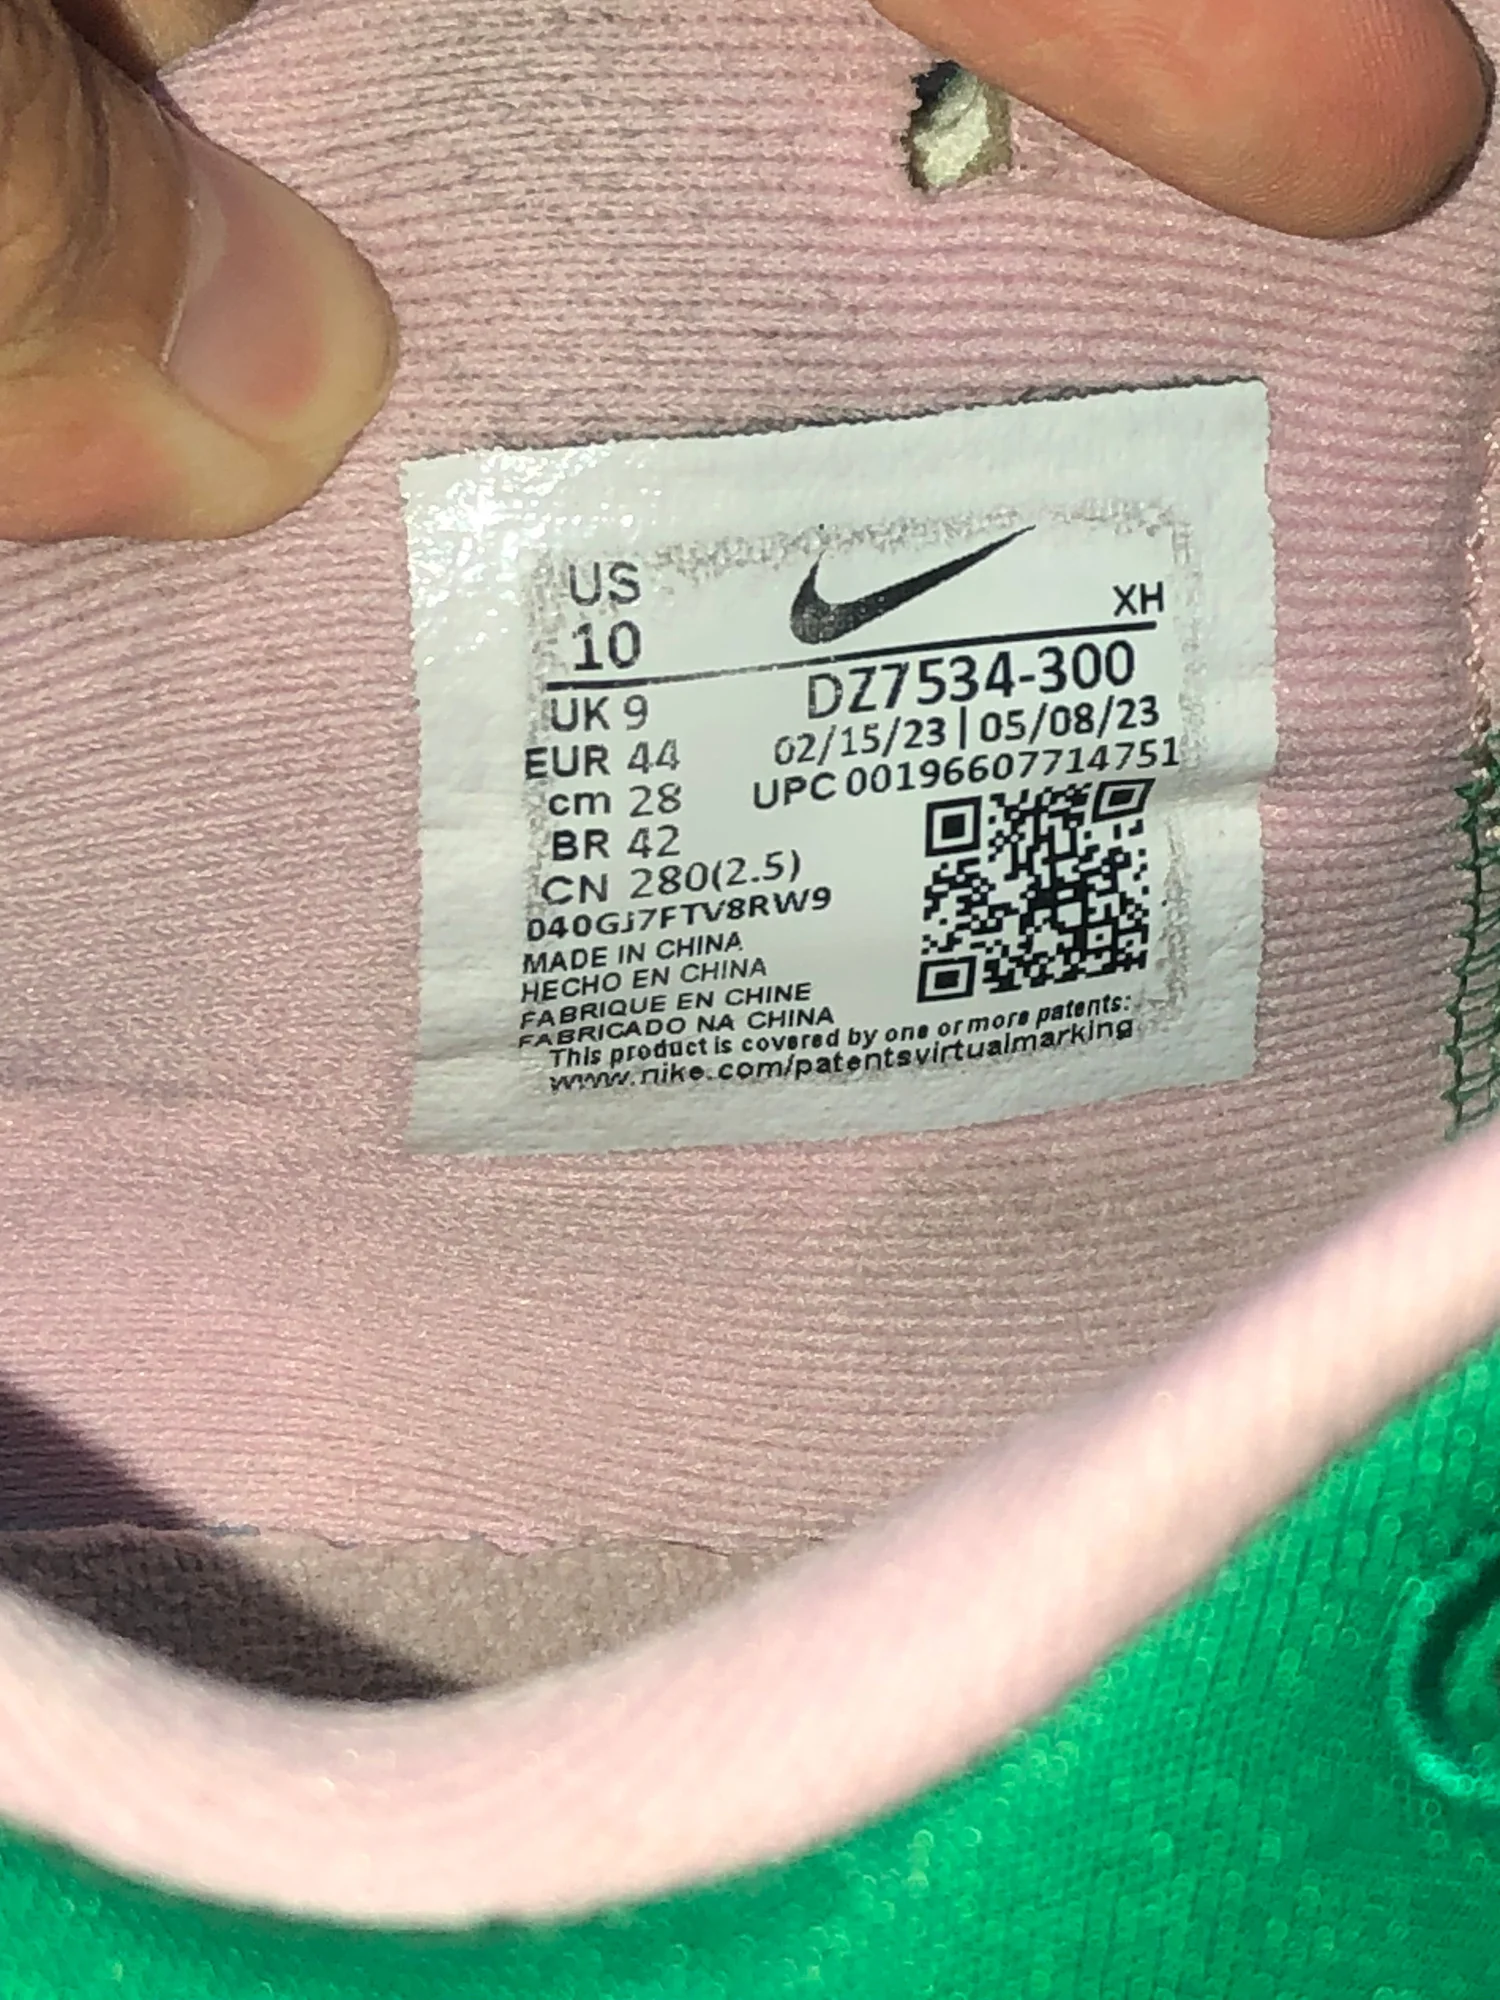 US
10
XH
UK 9
DZ7534-300
EUR 44
02/15/23 | 05/08/23
cm 28
UPC 00196607714751
BR 42
CN 280(2.5)
040GJ7FTV8RW9
MADE IN CHINA
HECHO EN CHINA
FABRIQUE EN CHINE
FABRICADO NA CHINA
This product is covered by one or more patents:
www.nike.com/patentsvirtualmarking